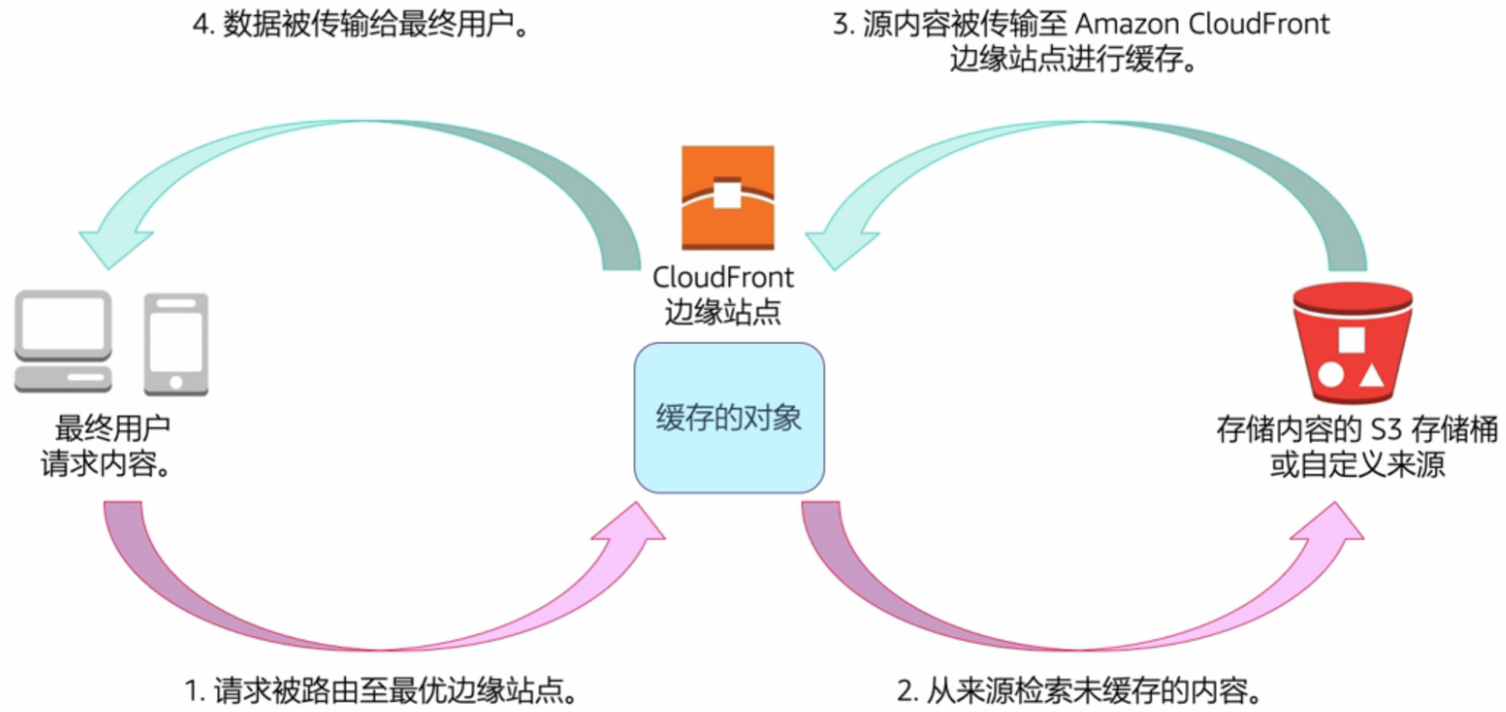 4. 数据被传输给最终用户。
3. 源内容被传输至 Amazon CloudFront
边缘站点进行缓存。
CloudFront
边缘站点
缓存的对象
最终用户
请求内容。
存储内容的 S3 存储桶
或自定义来源
1. 请求被路由至最优边缘站点。
2. 从来源检索未缓存的内容。